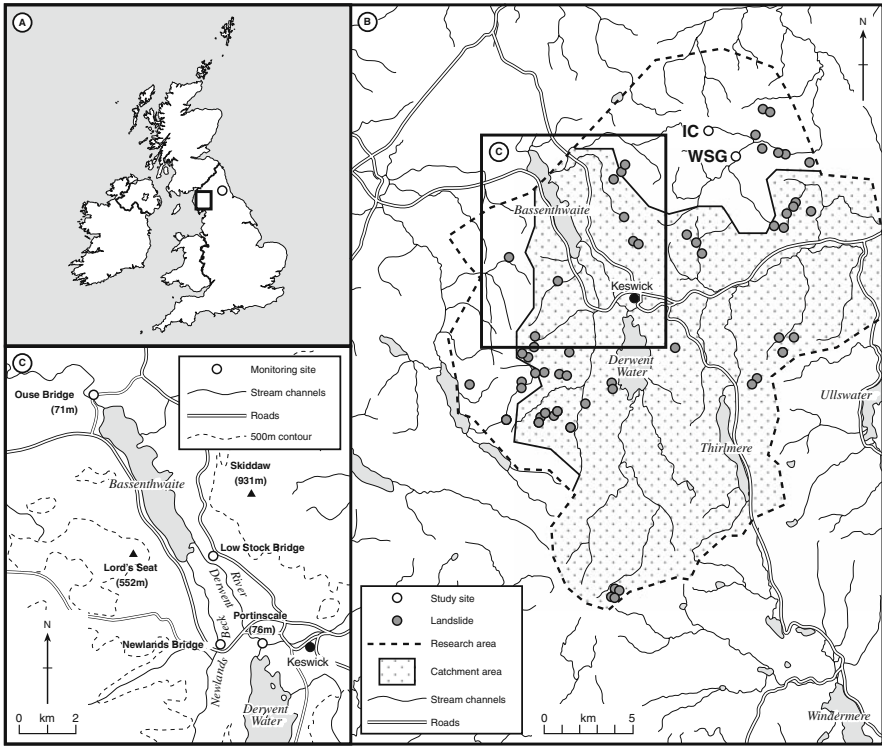 A
B
N
IC
WSG
C
Bassenthwaite
Keswick
Derwent
Water
Ullswater
Thirlmere
Windermere
Study site
Landslide
Research area
Catchment area
Stream channels
Roads
0 km 5
C
Monitoring site
Stream channels
Roads
500m contour
Ouse Bridge
(71m)
Bassenthwaite
Skiddaw
(931m)
Lord's Seat
(552m)
Low Stock Bridge
River
Derwent
Portinscale
(76m)
Newlands Bridge
Newlands Beck
Keswick
Derwent
Water
N
0 km 2